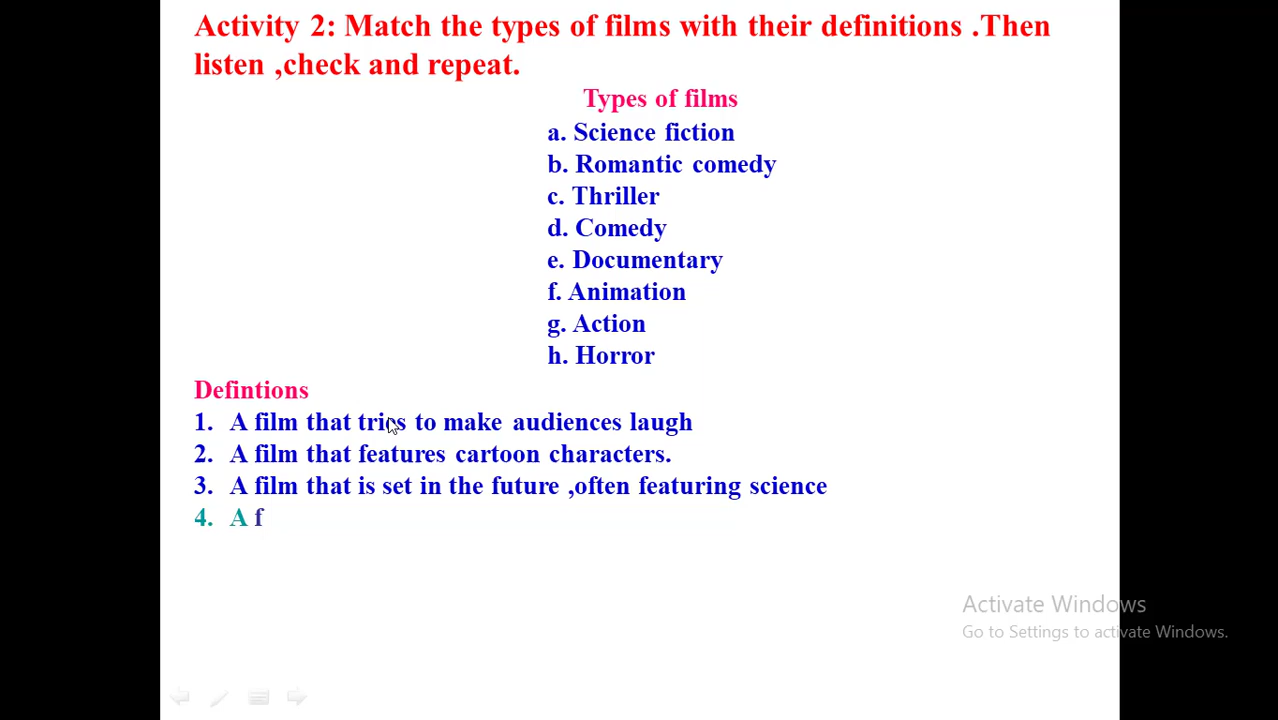 Activity 2: Match the types of films with their definitions .Then
listen ,check and repeat.
Types of films
a. Science fiction
b. Romantic comedy
c. Thriller
d. Comedy
e. Documentary
f. Animation
g. Action
h. Horror
Defintions
1. A film that tries to make audiences laugh
2. A film that features cartoon characters.
3. A film that is set in the future ,often featuring science
4. A f
Activate Windows
Go to Settings to activate Windows.